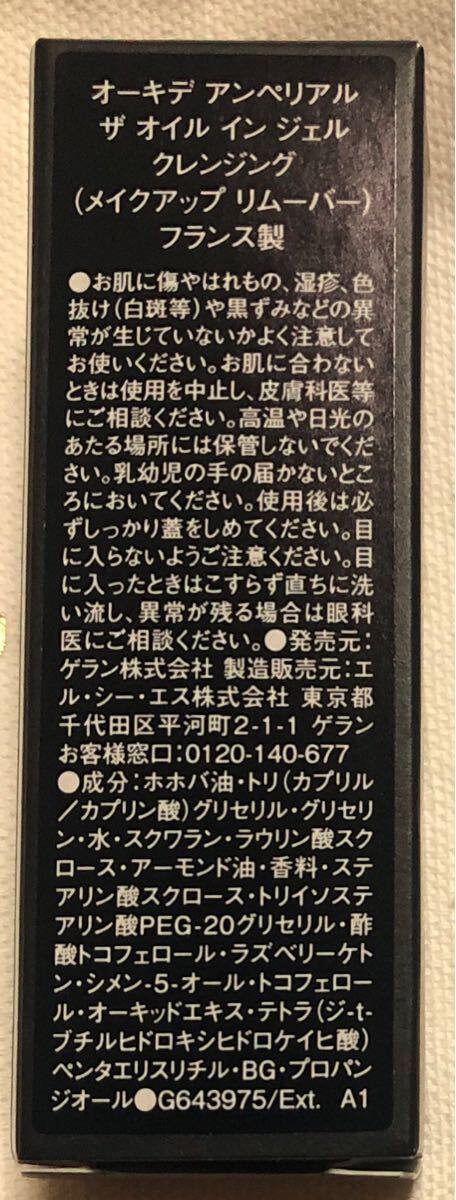 オーキデ アンペリアル
ザ オイル イン ジェル
クレンジング
(メイクアップ リムーバー)
フランス製
●お肌に傷やはれもの、湿疹、色
抜け(白斑等)や黒ずみなどの異
常が生じていないかよく注意して
お使いください。お肌に合わない
ときは使用を中止し、皮膚科医等
にご相談ください。高温や日光の
あたる場所には保管しないでくだ
さい。乳幼児の手の届かないとこ
ろにおいてください。使用後は必
ずしっかり蓋をしめてください。目
に入らないようご注意ください。目
に入ったときはこすらず直ちに洗
い流し、異常が残る場合は眼科
医にご相談ください。●発売元:
ゲラン株式会社 製造販売元:エ
ル・シー・エス株式会社 東京都
千代田区平河町2-1-1 ゲラン
お客様窓口:0120-140-677
●成分:ホホバ油・トリ(カプリル
/カプリン酸)グリセリル・グリセリ
ン・水・スクワラン・ラウリン酸スク
ロース・アーモンド油・香料・ステ
アリン酸スクロース・トリイソステ
アリン酸PEG-20グリセリル・酢
酸トコフェロール・ラズベリーケト
ン・シメン-5-オール・トコフェロ
ール・オーキッドエキス・テトラ(ジ-t-
ブチルヒドロキシヒドロケイヒ酸)
ペンタエリスリチル・BG・プロパン
ジオール●G643975/Ext. A1